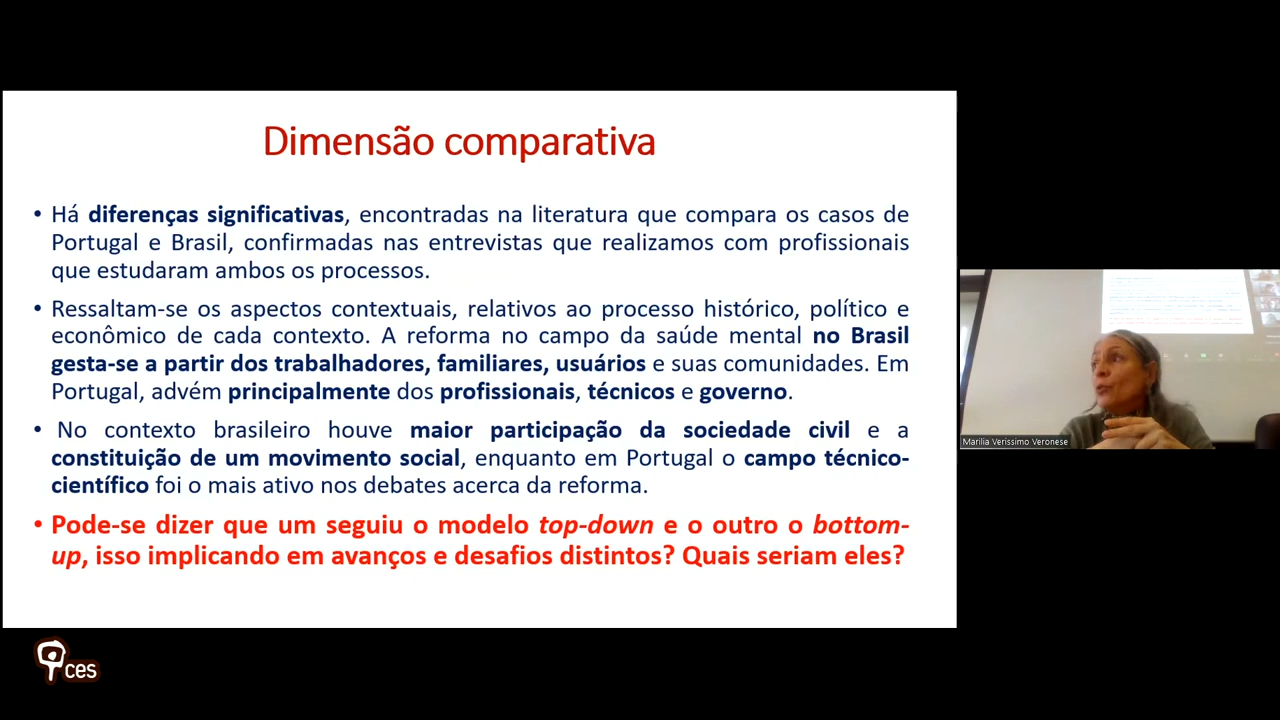 Dimensão comparativa
• Há diferenças significativas, encontradas na literatura que compara os casos de
Portugal e Brasil, confirmadas nas entrevistas que realizamos com profissionais
que estudaram ambos os processos.
• Ressaltam-se os aspectos contextuais, relativos ao processo histórico, político e
econômico de cada contexto. A reforma no campo da saúde mental no Brasil
gesta-se a partir dos trabalhadores, familiares, usuários e suas comunidades. Em
Portugal, advém principalmente dos profissionais, técnicos e governo.
• No contexto brasileiro houve maior participação da sociedade civil e a
constituição de um movimento social, enquanto em Portugal o campo técnico-
científico foi o mais ativo nos debates acerca da reforma.
• Pode-se dizer que um seguiu o modelo top-down e o outro o bottom-
up, isso implicando em avanços e desafios distintos? Quais seriam eles?
Marilia Veríssimo Veronese
ces